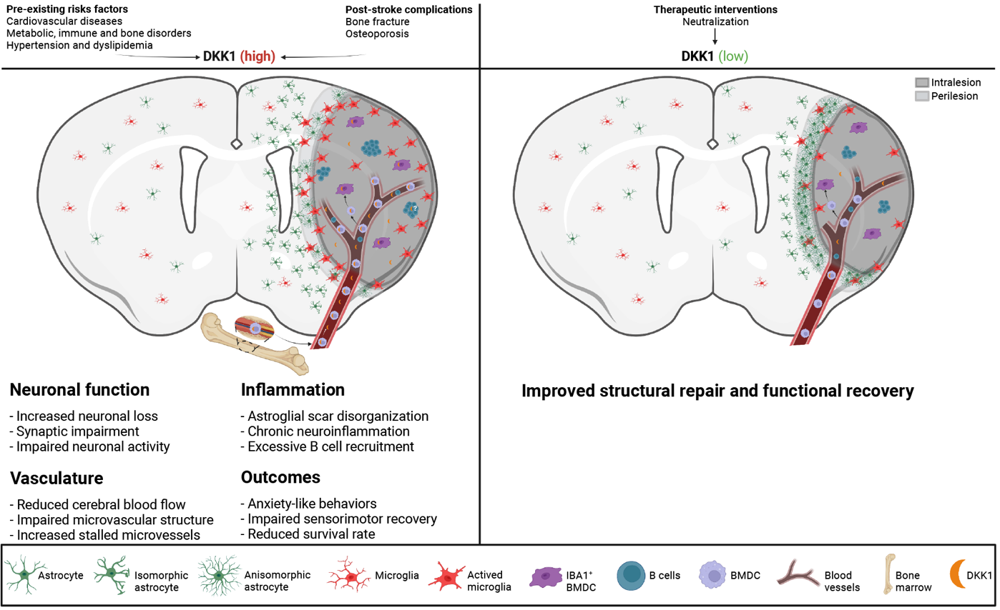 Pre-existing risks factors
Cardiovascular diseases
Metabolic, immune and bone disorders
Hypertension and dyslipidemia
Post-stroke complications
Bone fracture
Osteoporosis
DKK1 (high)
Therapeutic interventions
Neutralization
DKK1 (low)
Intralesion
Perilesion
?
Neuronal function
- Increased neuronal loss
- Synaptic impairment
- Impaired neuronal activity
Inflammation
- Astroglial scar disorganization
- Chronic neuroinflammation
- Excessive B cell recruitment
Vasculature
- Reduced cerebral blood flow
- Impaired microvascular structure
- Increased stalled microvessels
Outcomes
- Anxiety-like behaviors
- Impaired sensorimotor recovery
- Reduced survival rate
Improved structural repair and functional recovery
Astrocyte
Isomorphic
astrocyte
Anisomorphic
astrocyte
Microglia
Actived
microglia
IBA1⁺
BMDC
B cells
BMDC
Blood
vessels
Bone
marrow
DKK1